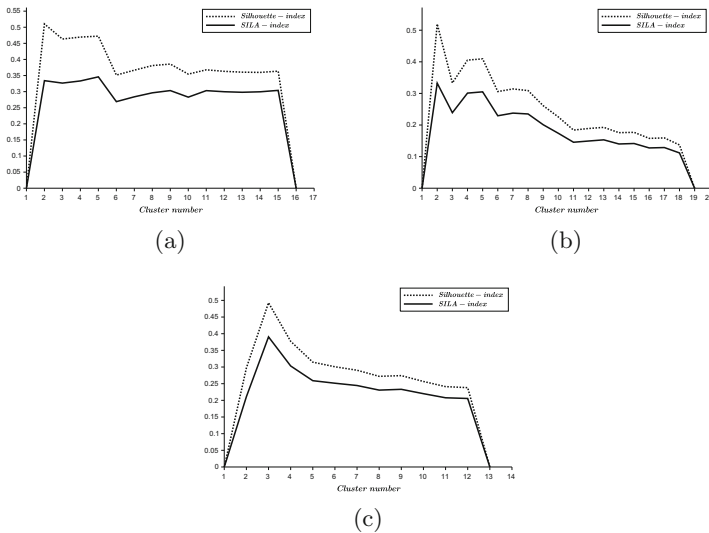 0.55
0.5
0.45
0.4
0.35
0.3
0.25
0.2
0.15
0.1
0.05
0
1 2 3 4 5 6 7 8 9 10 11 12 13 14 15 16 17
Cluster number
Silhouette – index
SILA – index
(a)
0.5
0.4
0.3
0.2
0.1
0
1 2 3 4 5 6 7 8 9 10 11 12 13 14 15 16 17 18 19 2
Cluster number
Silhouette – index
SILA – index
(b)
0.5
0.45
0.4
0.35
0.3
0.25
0.2
0.15
0.1
0.05
0
1 2 3 4 5 6 7 8 9 10 11 12 13 14
Cluster number
Silhouette – index
SILA – index
(c)